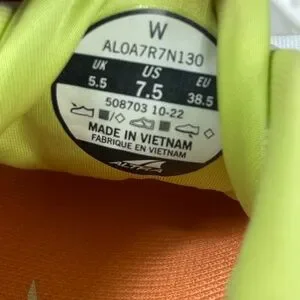 W
AL0A7R7N130
UK US EU
5.5 7.5 38.5
508703 10-22
MADE IN VIETNAM
FABRIQUE EN VIETNAM
ALTRA